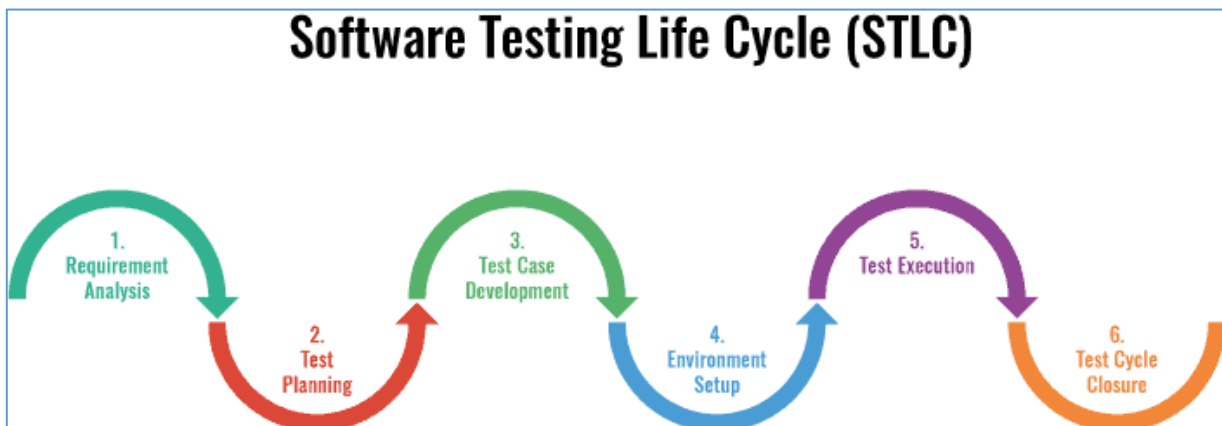 Software Testing Life Cycle (STLC)
1.
Requirement
Analysis
2.
Test
Planning
3.
Test Case
Development
4.
Environment
Setup
5.
Test Execution
6.
Test Cycle
Closure